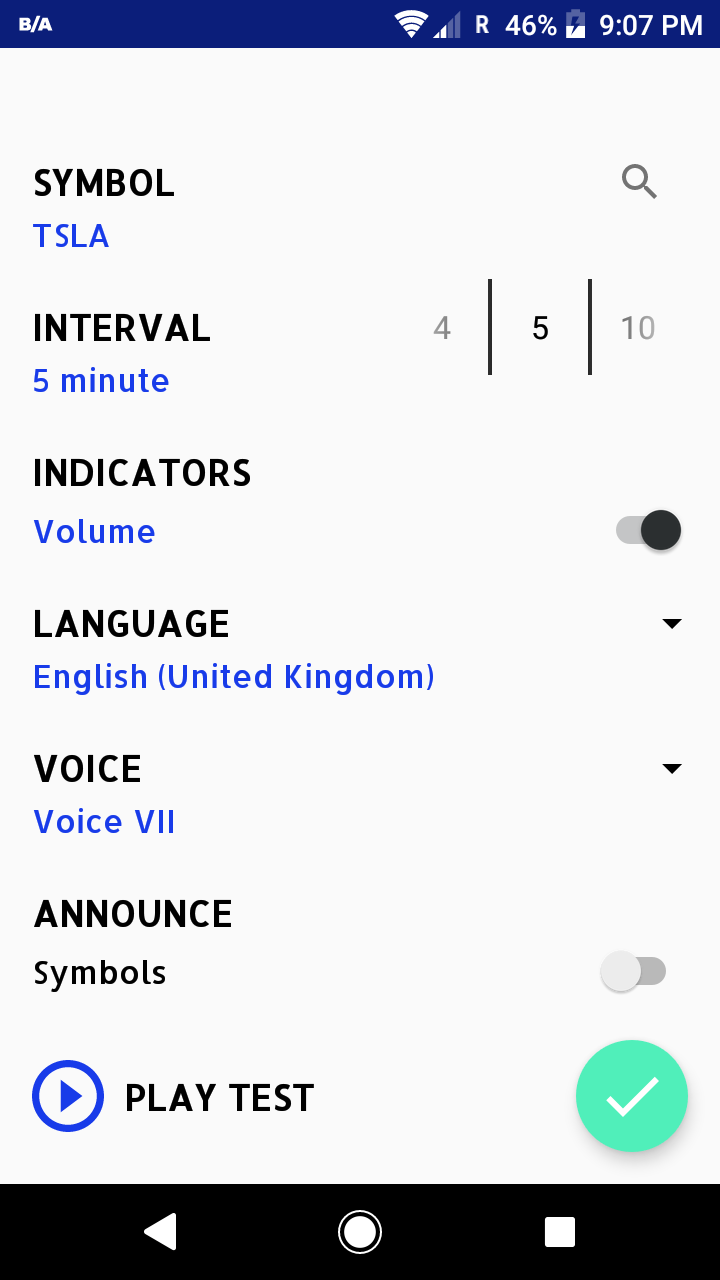 B/A R 46% 9:07 PM
SYMBOL
TSLA
INTERVAL 4 5 10
5 minute
INDICATORS
Volume
LANGUAGE
English (United Kingdom)
VOICE
Voice VII
ANNOUNCE
Symbols
PLAY TEST